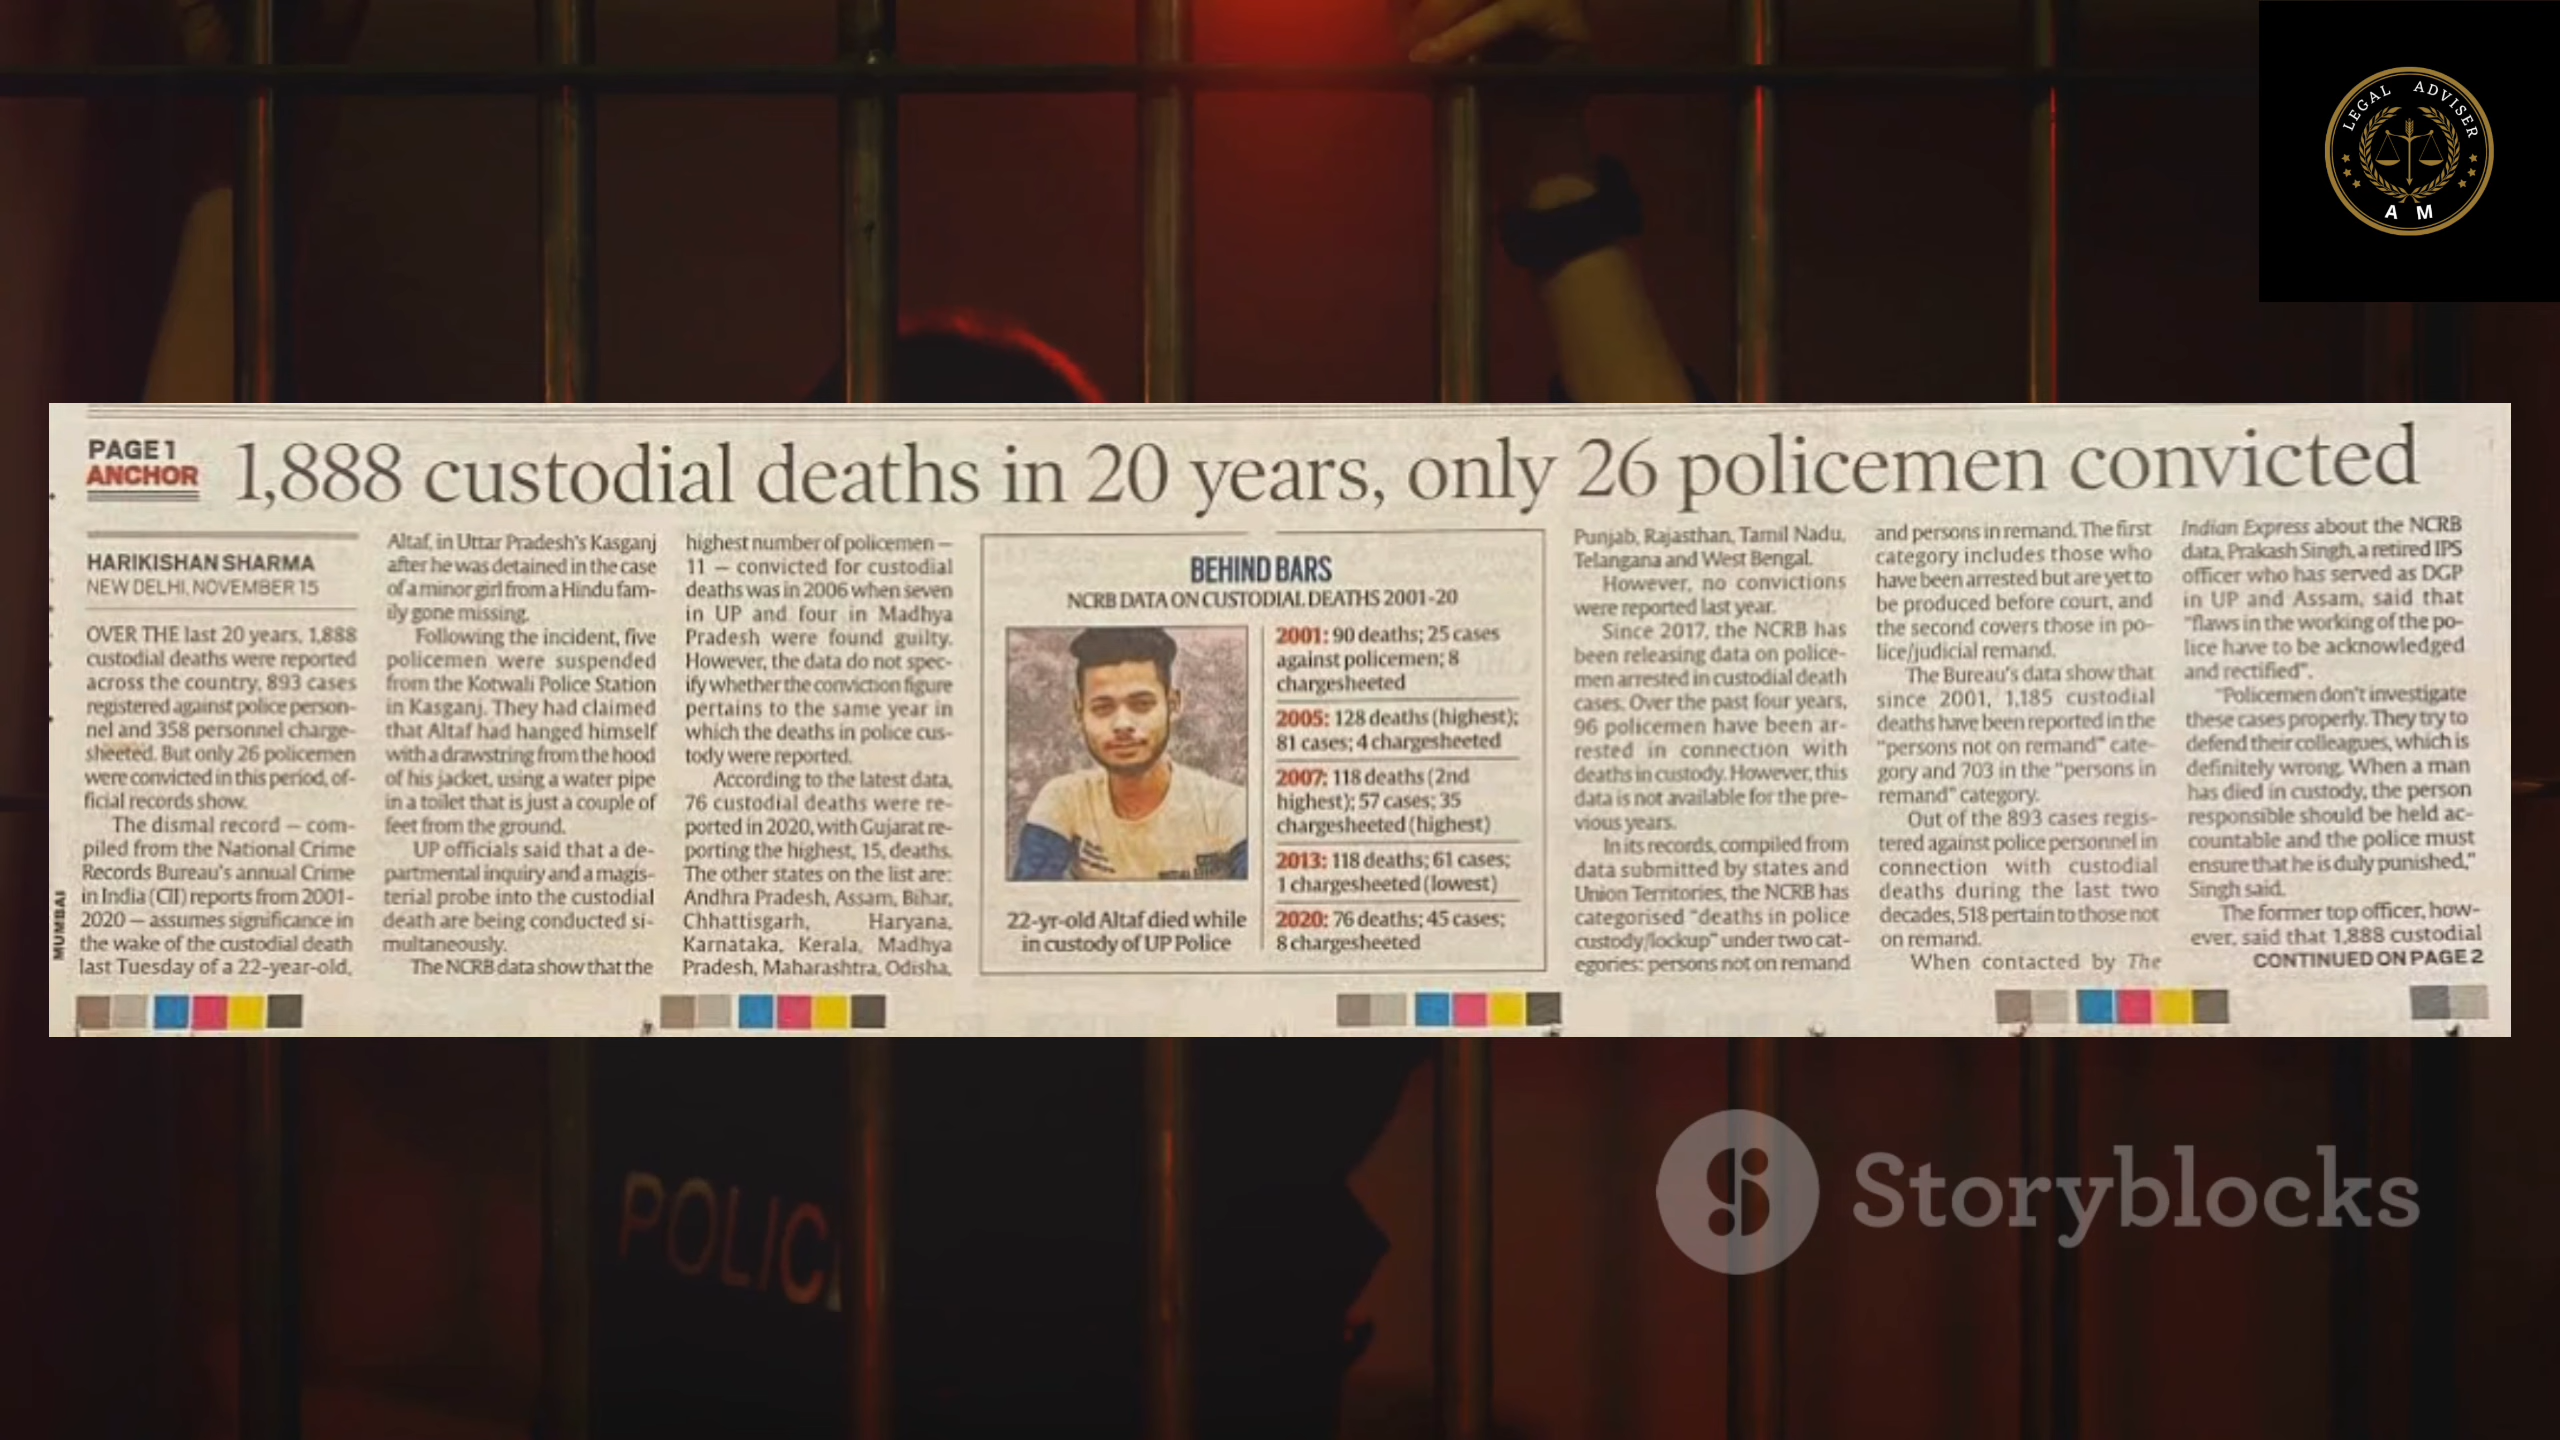 LEGAL ADVISER
A M
PAGE 1
ANCHOR
1,888 custodial deaths in 20 years, only 26 policemen convicted
HARIKISHAN SHARMA
NEW DELHI, NOVEMBER 15
OVER THE last 20 years, 1,888
custodial deaths were reported
across the country, 893 cases
registered against police person-
nel and 358 personnel charge-
sheeted. But only 26 policemen
were convicted in this period, of-
ficial records show.
The dismal record — com-
piled from the National Crime
Records Bureau's annual Crime
in India (CII) reports from 2001-
2020 — assumes significance in
the wake of the custodial death
last Tuesday of a 22-year-old,
MUMBAI
Altaf, in Uttar Pradesh's Kasganj
after he was detained in the case
of a minor girl from a Hindu fam-
ily gone missing.
Following the incident, five
policemen were suspended
from the Kotwali Police Station
in Kasganj. They had claimed
that Altaf had hanged himself
with a drawstring from the hood
of his jacket, using a water pipe
in a toilet that is just a couple of
feet from the ground.
UP officials said that a de-
partmental inquiry and a magis-
terial probe into the custodial
death are being conducted si-
multaneously.
The NCRB data show that the
highest number of policemen —
11 — convicted for custodial
deaths was in 2006 when seven
in UP and four in Madhya
Pradesh were found guilty.
However, the data do not spec-
ify whether the conviction figure
pertains to the same year in
which the deaths in police cus-
tody were reported.
According to the latest data,
76 custodial deaths were re-
ported in 2020, with Gujarat re-
porting the highest, 15, deaths.
The other states on the list are:
Andhra Pradesh, Assam, Bihar,
Chhattisgarh, Haryana,
Karnataka, Kerala, Madhya
Pradesh, Maharashtra, Odisha,
BEHIND BARS
NCRB DATA ON CUSTODIAL DEATHS 2001-20
22-yr-old Altaf died while
in custody of UP Police
2001: 90 deaths; 25 cases
against policemen; 8
chargesheeted
2005: 128 deaths (highest);
81 cases; 4 chargesheeted
2007: 118 deaths (2nd
highest); 57 cases; 35
chargesheeted (highest)
2013: 118 deaths; 61 cases;
1 chargesheeted (lowest)
2020: 76 deaths; 45 cases;
8 chargesheeted
Punjab, Rajasthan, Tamil Nadu,
Telangana and West Bengal.
However, no convictions
were reported last year.
Since 2017, the NCRB has
been releasing data on police-
men arrested in custodial death
cases. Over the past four years,
96 policemen have been ar-
rested in connection with
deaths in custody. However, this
data is not available for the pre-
vious years.
In its records, compiled from
data submitted by states and
Union Territories, the NCRB has
categorised "deaths in police
custody/lockup" under two cat-
egories: persons not on remand
and persons in remand. The first
category includes those who
have been arrested but are yet to
be produced before court, and
the second covers those in po-
lice/judicial remand.
The Bureau's data show that
since 2001, 1,185 custodial
deaths have been reported in the
"persons not on remand" cate-
gory and 703 in the "persons in
remand" category.
Out of the 893 cases regis-
tered against police personnel in
connection with custodial
deaths during the last two
decades, 518 pertain to those not
on remand.
When contacted by The
Indian Express about the NCRB
data, Prakash Singh, a retired IPS
officer who has served as DGP
in UP and Assam, said that
"flaws in the working of the po-
lice have to be acknowledged
and rectified".
"Policemen don't investigate
these cases properly. They try to
defend their colleagues, which is
definitely wrong. When a man
has died in custody, the person
responsible should be held ac-
countable and the police must
ensure that he is duly punished,"
Singh said.
The former top officer, how-
ever, said that 1,888 custodial
CONTINUED ON PAGE 2
POLIC
Storyblocks